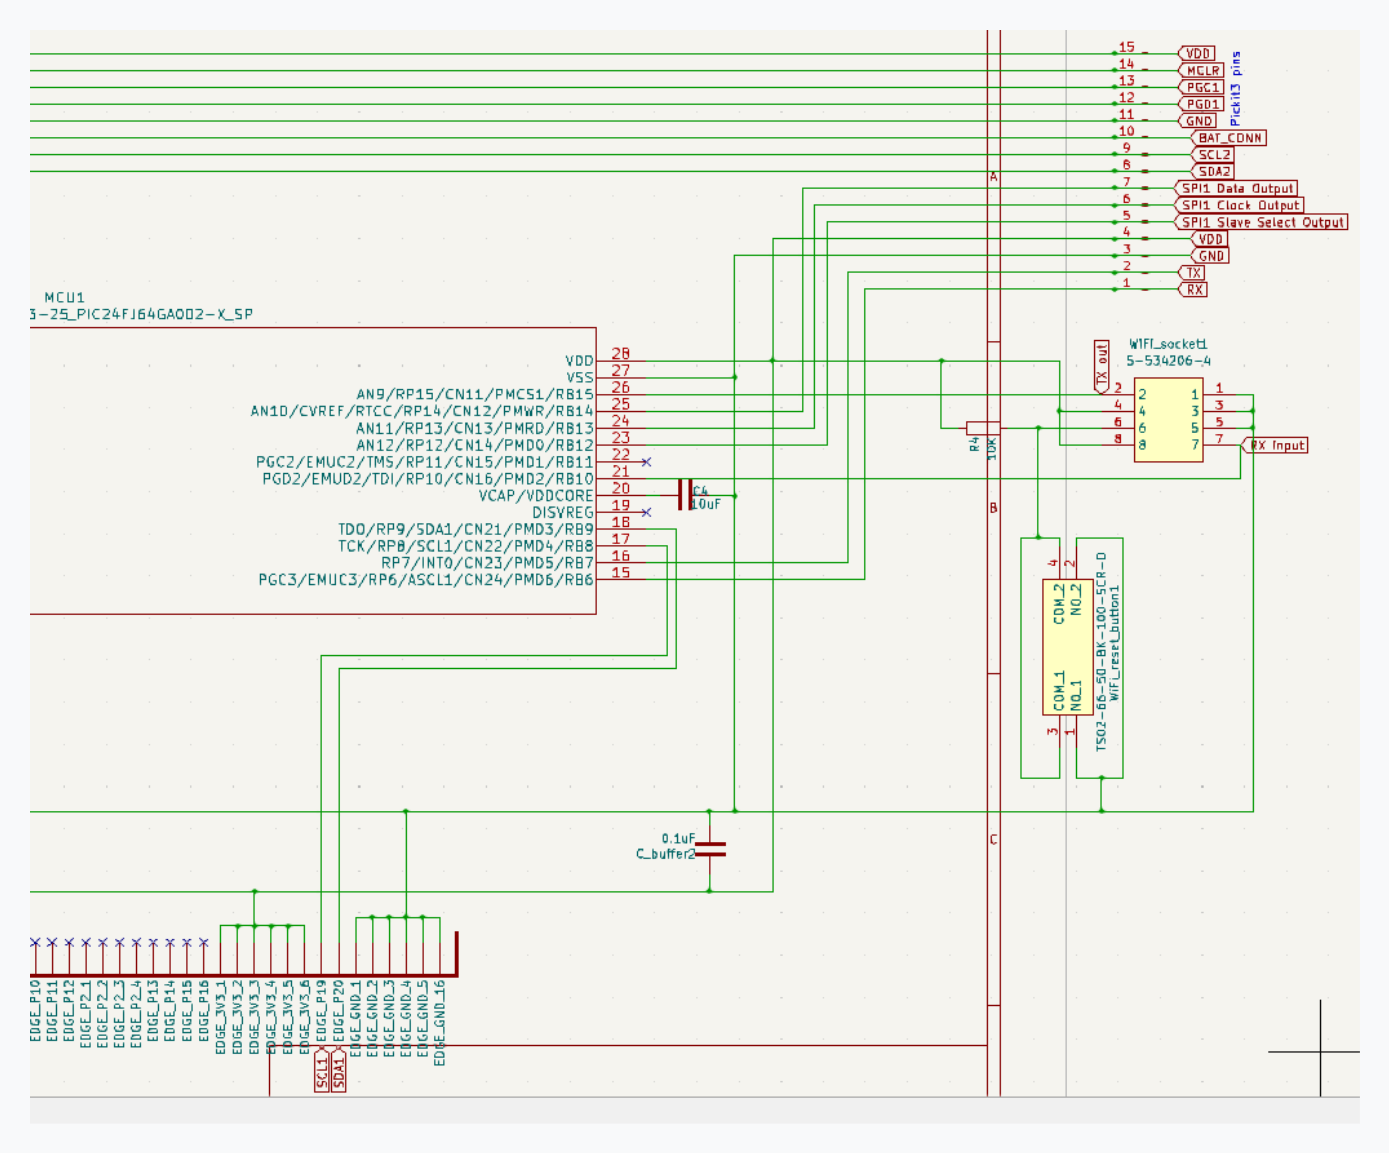 15 VDD
14 MCLR
13 PGC1
12 PGD1
11 GND
Pickit3 pins
10 BAT_CONN
9 SCL2
8 SDA2
7 SPI1 Data Output
6 SPI1 Clock Output
5 SPI1 Slave Select Output
4 VDD
3 GND
2 TX
1 RX
A
MCU1
3-25_PIC24FJ64GA002-X_SP
VDD 28
VSS 27
AN9/RP15/CN11/PMCS1/RB15 26
AN10/CVREF/RTCC/RP14/CN12/PMWR/RB14 25
AN11/RP13/CN13/PMRD/RB13 24
AN12/RP12/CN14/PMD0/RB12 23
PGC2/EMUC2/TMS/RP11/CN15/PMD1/RB11 22
PGD2/EMUD2/TDI/RP10/CN16/PMD2/RB10 21
VCAP/VDDCORE 20
DISVREG 19
TDO/RP9/SDA1/CN21/PMD3/RB9 18
TCK/RP8/SCL1/CN22/PMD4/RB8 17
RP7/INT0/CN23/PMD5/RB7 16
PGC3/EMUC3/RP6/ASCL1/CN24/PMD6/RB6 15
C4
10uF
R4
10K
B
WiFi_socket1
5-534206-4
TX out
2 2 1 1
4 4 3 3
6 6 5 5
8 8 7 7
RX Input
4 2
COM_2
NO_2
COM_1
NO_1
3 1
TS02-66-50-BK-100-SCR-D
WiFi_reset_button1
C
0.1uF
C_buffer2
EDGE_P10
EDGE_P11
EDGE_P12
EDGE_P2_1
EDGE_P2_2
EDGE_P2_3
EDGE_P2_4
EDGE_P13
EDGE_P14
EDGE_P15
EDGE_P16
EDGE_3V3_1
EDGE_3V3_2
EDGE_3V3_3
EDGE_3V3_4
EDGE_3V3_5
EDGE_3V3_6
EDGE_P19
EDGE_P20
EDGE_GND_1
EDGE_GND_2
EDGE_GND_3
EDGE_GND_4
EDGE_GND_5
EDGE_GND_16
SCL1
SDA1